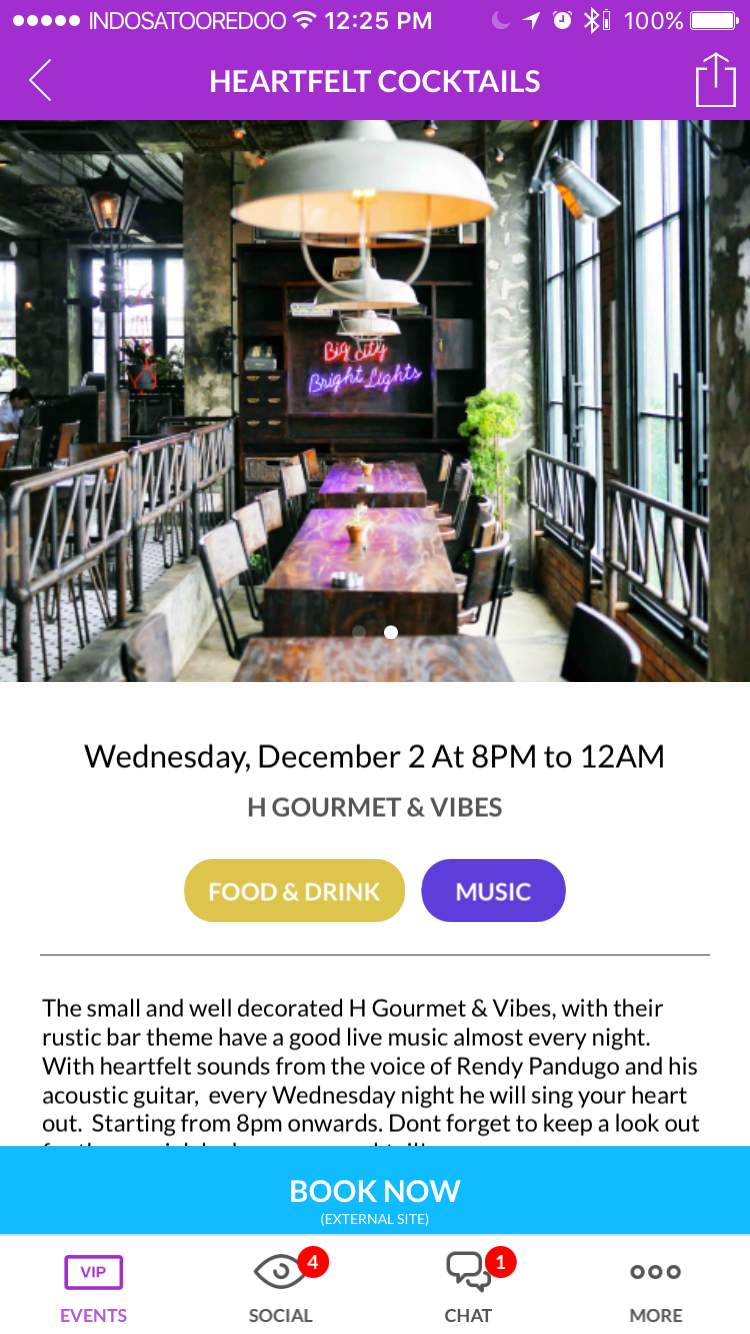 INDOSATOOREDOO 12:25 PM 100%
HEARTFELT COCKTAILS
Big City
Bright Lights
Wednesday, December 2 At 8PM to 12AM
H GOURMET & VIBES
FOOD & DRINK MUSIC
The small and well decorated H Gourmet & Vibes, with their
rustic bar theme have a good live music almost every night.
With heartfelt sounds from the voice of Rendy Pandugo and his
acoustic guitar, every Wednesday night he will sing your heart
out. Starting from 8pm onwards. Dont forget to keep a look out
BOOK NOW
(EXTERNAL SITE)
VIP 4 1
EVENTS SOCIAL CHAT MORE